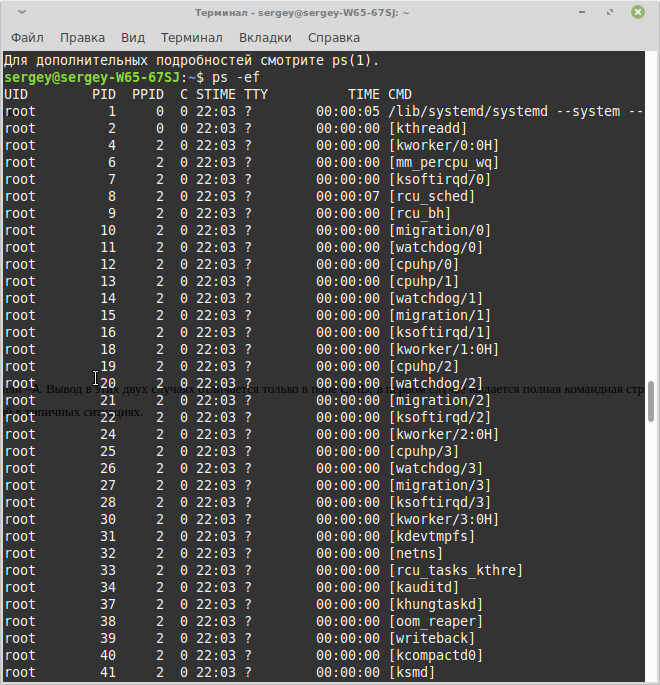 Терминал - sergey@sergey-W65-67SJ: ~
Файл Правка Вид Терминал Вкладки Справка
Для дополнительных подробностей смотрите ps(1).
sergey@sergey-W65-67SJ:~$ ps -ef
UID PID PPID C STIME TTY TIME CMD
root 1 0 0 22:03 ? 00:00:05 /lib/systemd/systemd --system --
root 2 0 0 22:03 ? 00:00:00 [kthreadd]
root 4 2 0 22:03 ? 00:00:00 [kworker/0:0H]
root 6 2 0 22:03 ? 00:00:00 [mm_percpu_wq]
root 7 2 0 22:03 ? 00:00:00 [ksoftirqd/0]
root 8 2 0 22:03 ? 00:00:07 [rcu_sched]
root 9 2 0 22:03 ? 00:00:00 [rcu_bh]
root 10 2 0 22:03 ? 00:00:00 [migration/0]
root 11 2 0 22:03 ? 00:00:00 [watchdog/0]
root 12 2 0 22:03 ? 00:00:00 [cpuhp/0]
root 13 2 0 22:03 ? 00:00:00 [cpuhp/1]
root 14 2 0 22:03 ? 00:00:00 [watchdog/1]
root 15 2 0 22:03 ? 00:00:00 [migration/1]
root 16 2 0 22:03 ? 00:00:00 [ksoftirqd/1]
root 18 2 0 22:03 ? 00:00:00 [kworker/1:0H]
root 19 2 0 22:03 ? 00:00:00 [cpuhp/2]
root 20 2 0 22:03 ? 00:00:00 [watchdog/2]
А. Вывод в этих двух случаях отличается только в поле в первом дается полная командная стр
root 21 2 0 22:03 ? 00:00:00 [migration/2]
й в типичных ситуациях.
root 22 2 0 22:03 ? 00:00:00 [ksoftirqd/2]
root 24 2 0 22:03 ? 00:00:00 [kworker/2:0H]
root 25 2 0 22:03 ? 00:00:00 [cpuhp/3]
root 26 2 0 22:03 ? 00:00:00 [watchdog/3]
root 27 2 0 22:03 ? 00:00:00 [migration/3]
root 28 2 0 22:03 ? 00:00:00 [ksoftirqd/3]
root 30 2 0 22:03 ? 00:00:00 [kworker/3:0H]
root 31 2 0 22:03 ? 00:00:00 [kdevtmpfs]
root 32 2 0 22:03 ? 00:00:00 [netns]
root 33 2 0 22:03 ? 00:00:00 [rcu_tasks_kthre]
root 34 2 0 22:03 ? 00:00:00 [kauditd]
root 37 2 0 22:03 ? 00:00:00 [khungtaskd]
root 38 2 0 22:03 ? 00:00:00 [oom_reaper]
root 39 2 0 22:03 ? 00:00:00 [writeback]
root 40 2 0 22:03 ? 00:00:00 [kcompactd0]
root 41 2 0 22:03 ? 00:00:00 [ksmd]